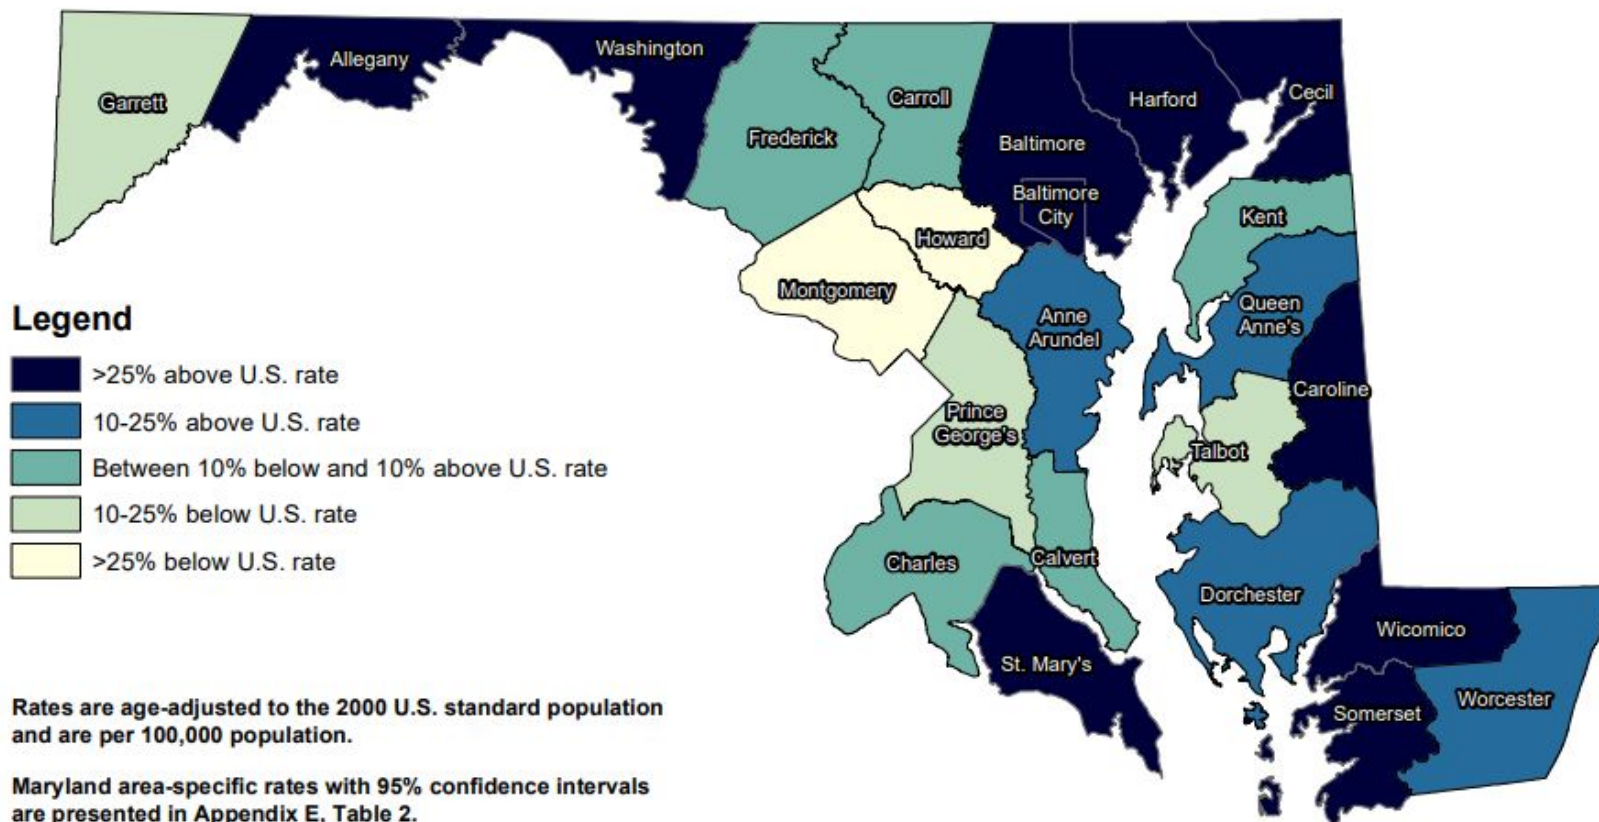 Washington
Allegany
Garrett
Carroll
Harford
Cecil
Frederick
Baltimore
Baltimore
City
Kent
Howard
Montgomery
Queen
Anne's
Anne
Arundel
Legend
>25% above U.S. rate
10-25% above U.S. rate
Between 10% below and 10% above U.S. rate
10-25% below U.S. rate
>25% below U.S. rate
Caroline
Prince
George's
Talbot
Charles
Calvert
Dorchester
Wicomico
St. Mary's
Worcester
Somerset
Rates are age-adjusted to the 2000 U.S. standard population
and are per 100,000 population.
Maryland area-specific rates with 95% confidence intervals
are presented in Appendix E, Table 2.